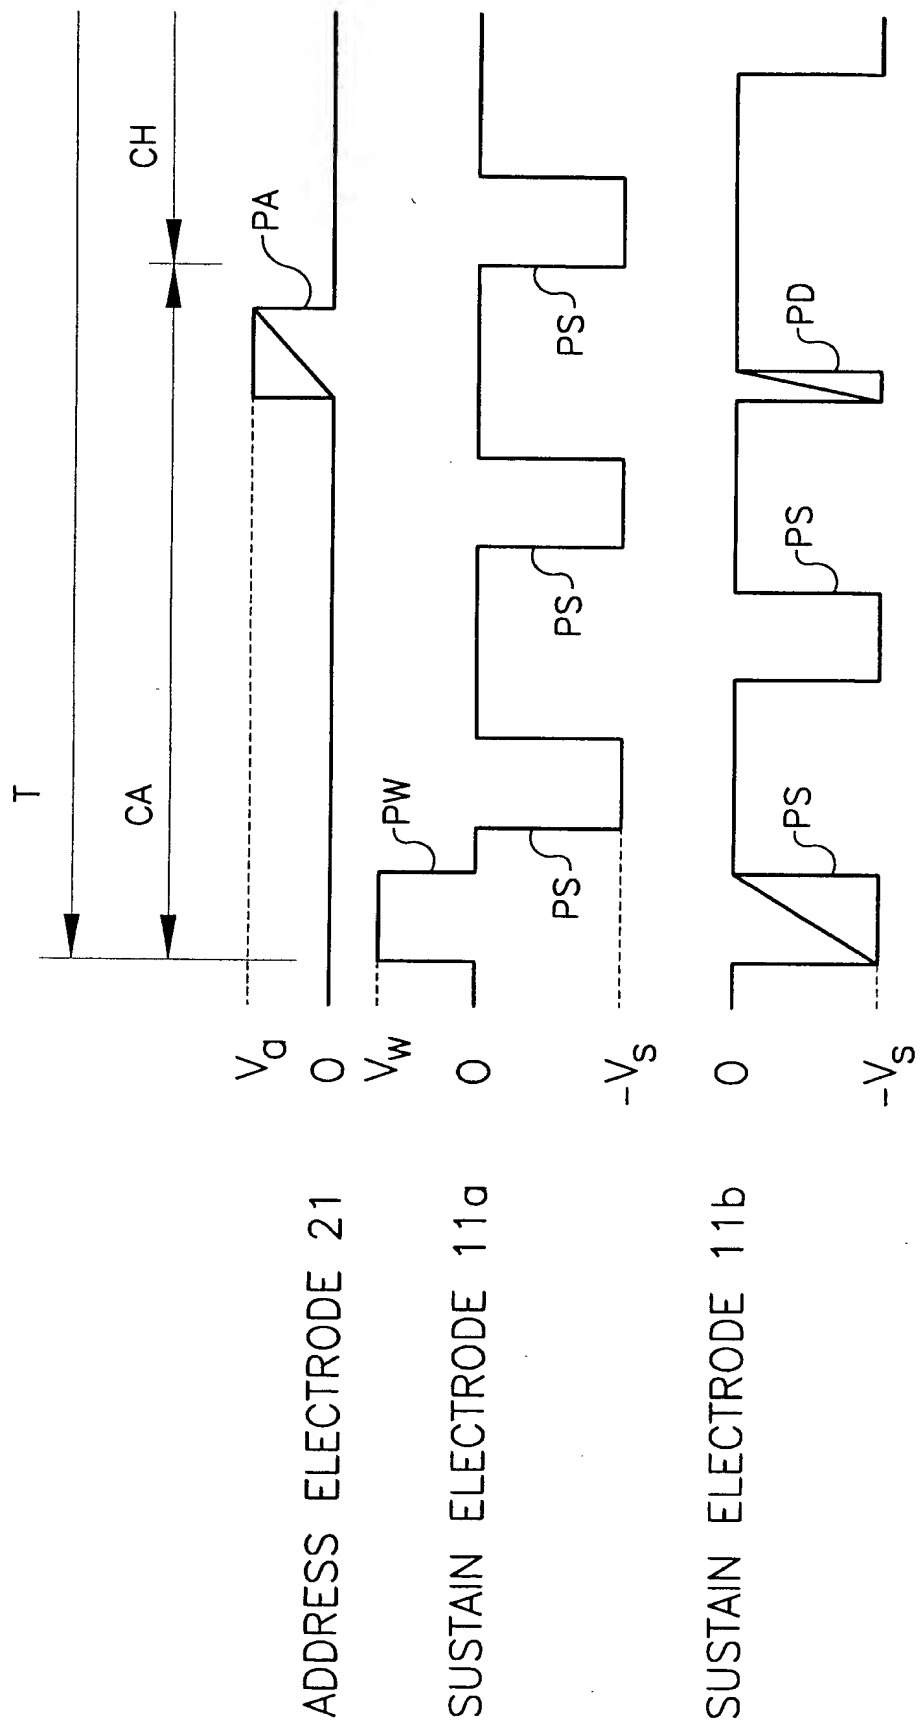 T
CA
CH
ADDRESS ELECTRODE 21
Va
0
PA
SUSTAIN ELECTRODE 11a
Vw
0
-Vs
PW
PS
PS
PS
SUSTAIN ELECTRODE 11b
0
-Vs
PS
PS
PD